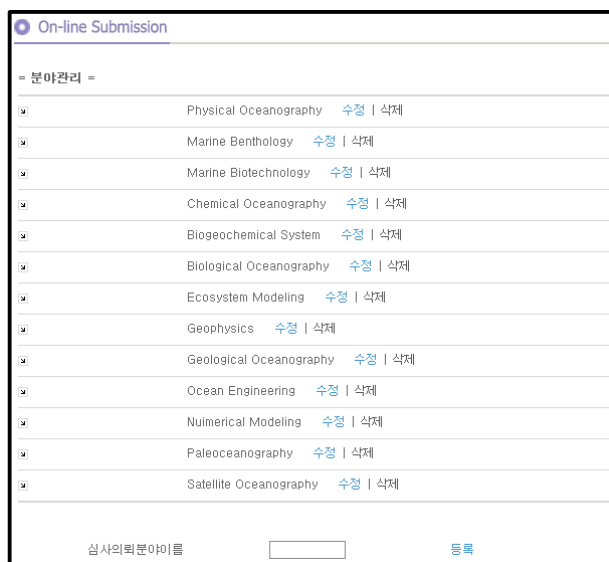 On-line Submission
= 분야관리 =
Physical Oceanography 수정 | 삭제
Marine Benthology 수정 | 삭제
Marine Biotechnology 수정 | 삭제
Chemical Oceanography 수정 | 삭제
Biogeochemical System 수정 | 삭제
Biological Oceanography 수정 | 삭제
Ecosystem Modeling 수정 | 삭제
Geophysics 수정 | 삭제
Geological Oceanography 수정 | 삭제
Ocean Engineering 수정 | 삭제
Nuimerical Modeling 수정 | 삭제
Paleoceanography 수정 | 삭제
Satellite Oceanography 수정 | 삭제
심사의뢰분야이름 등록